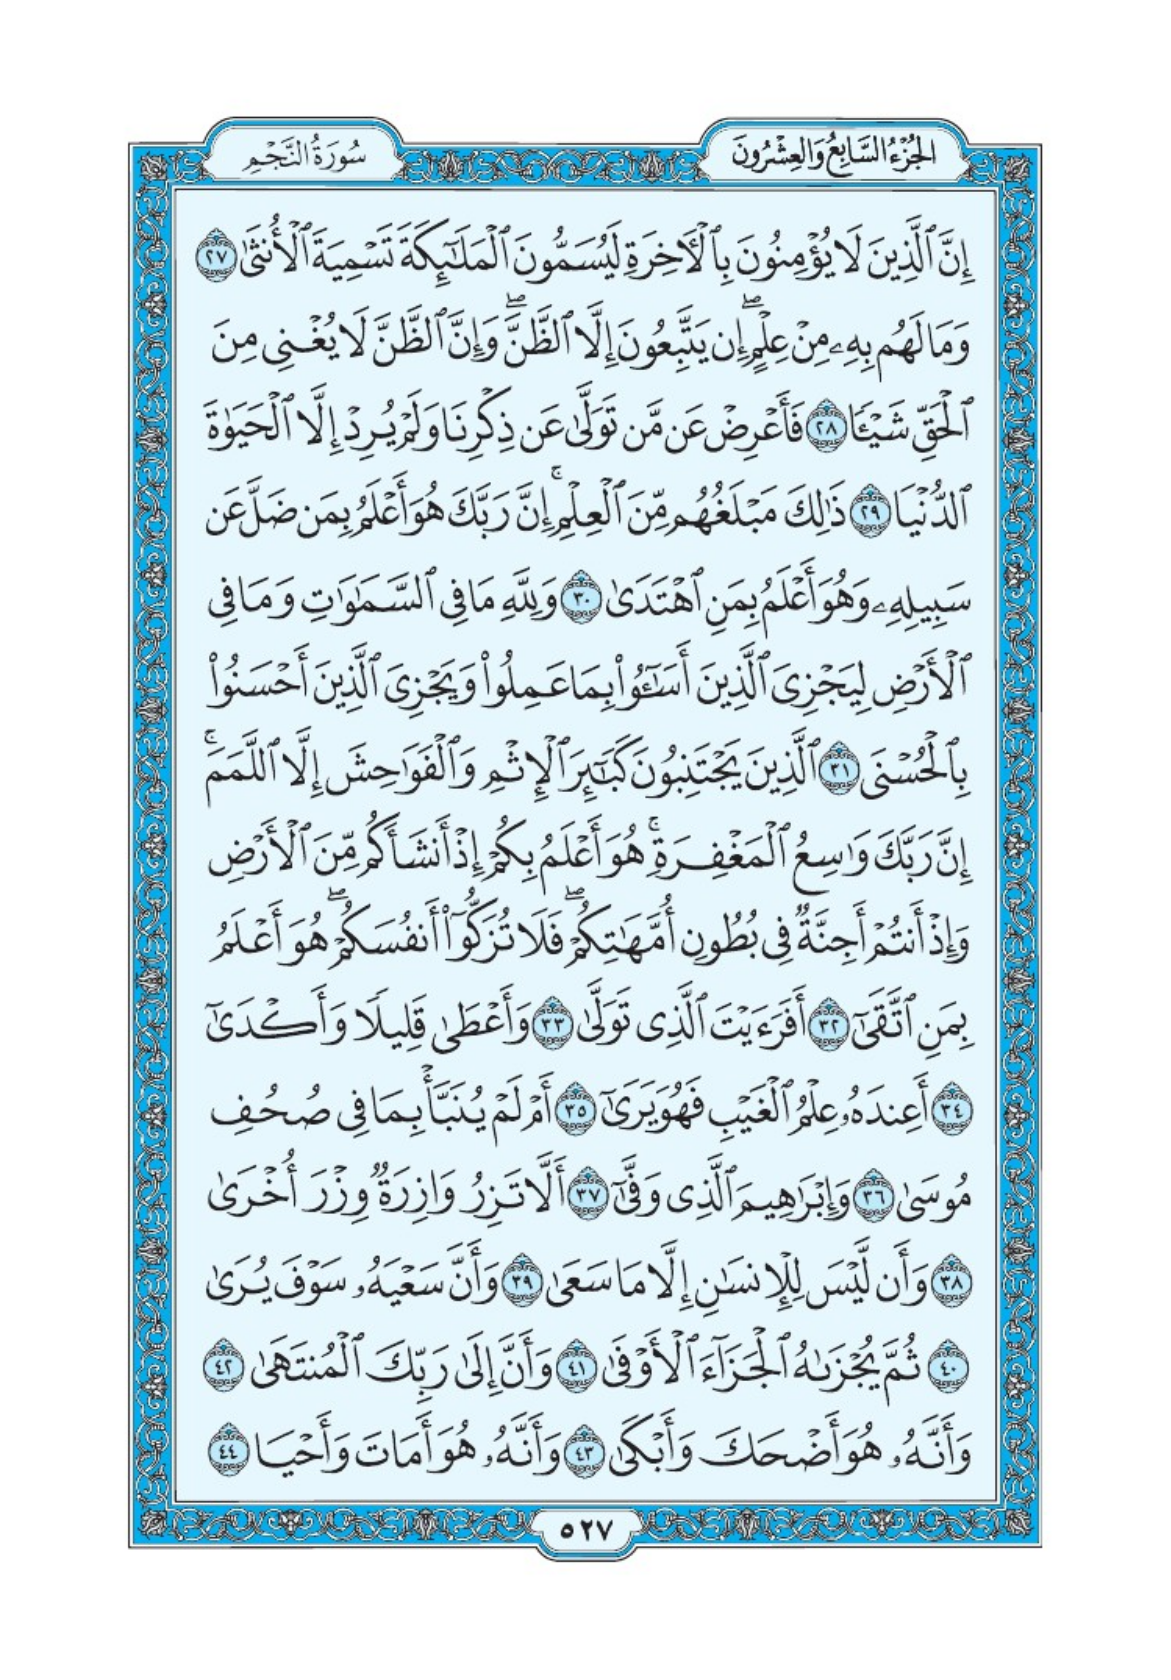 الجُزْءُ السَّابِعُ وَالعِشْرُونَ
سُورَةُ النَّجْمِ
إِنَّ ٱلَّذِينَ لَا يُؤْمِنُونَ بِٱلْأَخِرَةِ لَيُسَمُّونَ ٱلْمَلَـٰٓئِكَةَ تَسْمِيَةَ ٱلْأُنثَىٰ ٢٧
وَمَا لَهُم بِهِۦ مِنْ عِلْمٍۖ إِن يَتَّبِعُونَ إِلَّا ٱلظَّنَّۖ وَإِنَّ ٱلظَّنَّ لَا يُغْنِى مِنَ
ٱلْحَقِّ شَيْـًٔا ٢٨ فَأَعْرِضْ عَن مَّن تَوَلَّىٰ عَن ذِكْرِنَا وَلَمْ يُرِدْ إِلَّا ٱلْحَيَوٰةَ
ٱلدُّنْيَا ٢٩ ذَٰلِكَ مَبْلَغُهُم مِّنَ ٱلْعِلْمِۚ إِنَّ رَبَّكَ هُوَ أَعْلَمُ بِمَن ضَلَّ عَن
سَبِيلِهِۦ وَهُوَ أَعْلَمُ بِمَنِ ٱهْتَدَىٰ ٣٠ وَلِلَّهِ مَا فِى ٱلسَّمَـٰوَٰتِ وَمَا فِى
ٱلْأَرْضِ لِيَجْزِىَ ٱلَّذِينَ أَسَـٰٓـُٔوا۟ بِمَا عَمِلُوا۟ وَيَجْزِىَ ٱلَّذِينَ أَحْسَنُوا۟
بِٱلْحُسْنَى ٣١ ٱلَّذِينَ يَجْتَنِبُونَ كَبَـٰٓئِرَ ٱلْإِثْمِ وَٱلْفَوَٰحِشَ إِلَّا ٱللَّمَمَۚ
إِنَّ رَبَّكَ وَٰسِعُ ٱلْمَغْفِرَةِۚ هُوَ أَعْلَمُ بِكُمْ إِذْ أَنشَأَكُم مِّنَ ٱلْأَرْضِ
وَإِذْ أَنتُمْ أَجِنَّةٌ فِى بُطُونِ أُمَّهَـٰتِكُمْۖ فَلَا تُزَكُّوٓا۟ أَنفُسَكُمْۖ هُوَ أَعْلَمُ
بِمَنِ ٱتَّقَىٰٓ ٣٢ أَفَرَءَيْتَ ٱلَّذِى تَوَلَّىٰ ٣٣ وَأَعْطَىٰ قَلِيلًا وَأَكْدَىٰٓ
٣٤ أَعِندَهُۥ عِلْمُ ٱلْغَيْبِ فَهُوَ يَرَىٰٓ ٣٥ أَمْ لَمْ يُنَبَّأْ بِمَا فِى صُحُفِ
مُوسَىٰ ٣٦ وَإِبْرَٰهِيمَ ٱلَّذِى وَفَّىٰٓ ٣٧ أَلَّا تَزِرُ وَازِرَةٌ وِزْرَ أُخْرَىٰ
٣٨ وَأَن لَّيْسَ لِلْإِنسَـٰنِ إِلَّا مَا سَعَىٰ ٣٩ وَأَنَّ سَعْيَهُۥ سَوْفَ يُرَىٰ
٤٠ ثُمَّ يُجْزَىٰهُ ٱلْجَزَآءَ ٱلْأَوْفَىٰ ٤١ وَأَنَّ إِلَىٰ رَبِّكَ ٱلْمُنتَهَىٰ ٤٢
وَأَنَّهُۥ هُوَ أَضْحَكَ وَأَبْكَىٰ ٤٣ وَأَنَّهُۥ هُوَ أَمَاتَ وَأَحْيَا ٤٤
٥٢٧